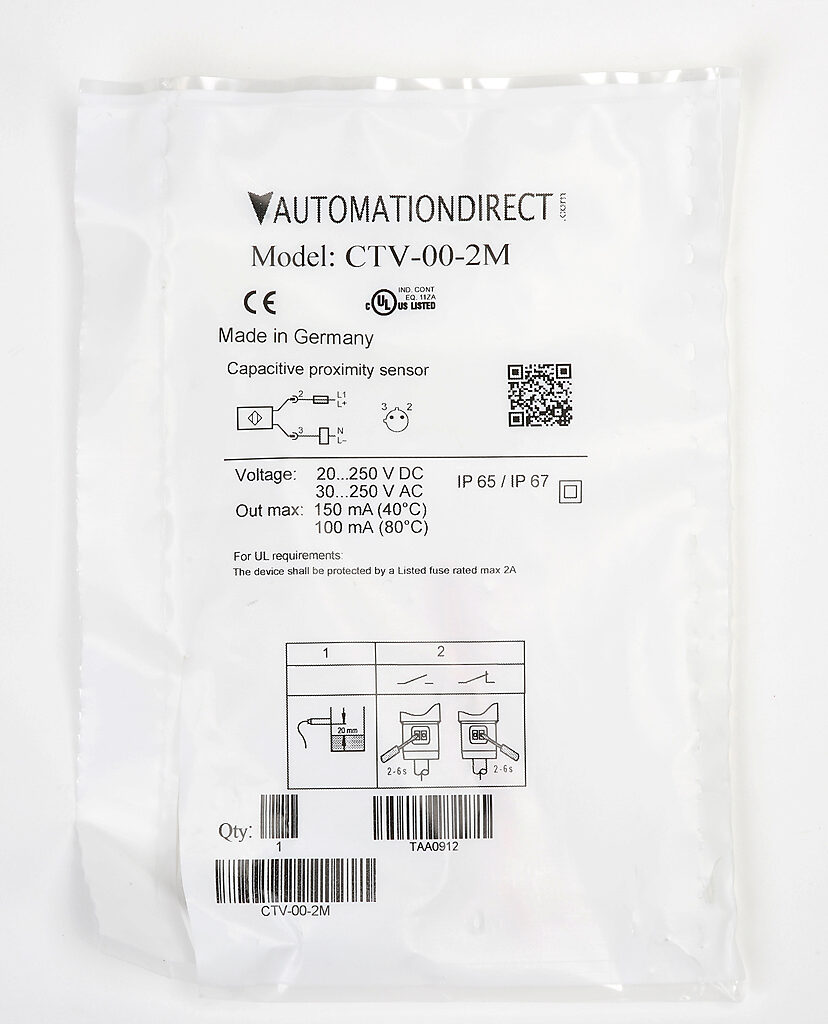 AUTOMATIONDIRECT.com
Model: CTV-00-2M
CE
c UL US LISTED
IND. CONT
EQ. 11ZA
Made in Germany
Capacitive proximity sensor
2 L1
L+
3 N
L–
3 2
Voltage: 20...250 V DC
30...250 V AC
IP 65 / IP 67
Out max: 150 mA (40°C)
100 mA (80°C)
For UL requirements:
The device shall be protected by a Listed fuse rated max 2A
1 2
20 mm
2-6s 2-6s
Qty:
1
TAA0912
CTV-00-2M